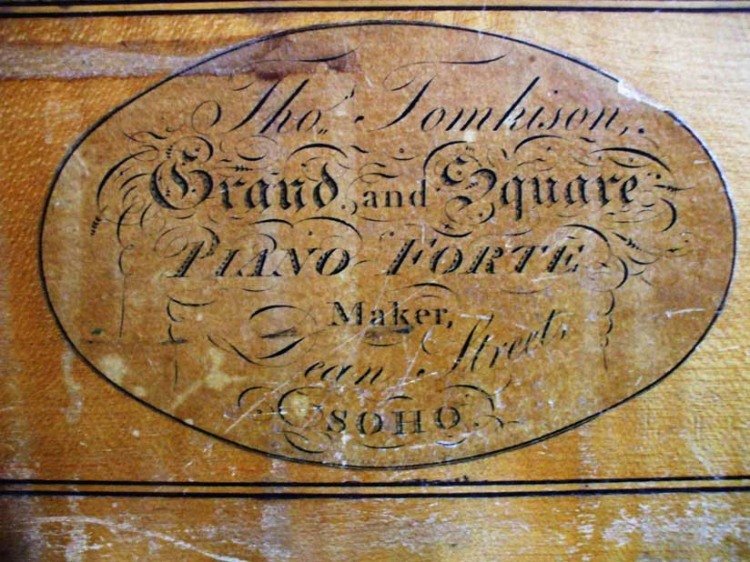 Thos. Tomkison,
Grand and Square
PIANO FORTE
Maker,
Dean Street,
SOHO